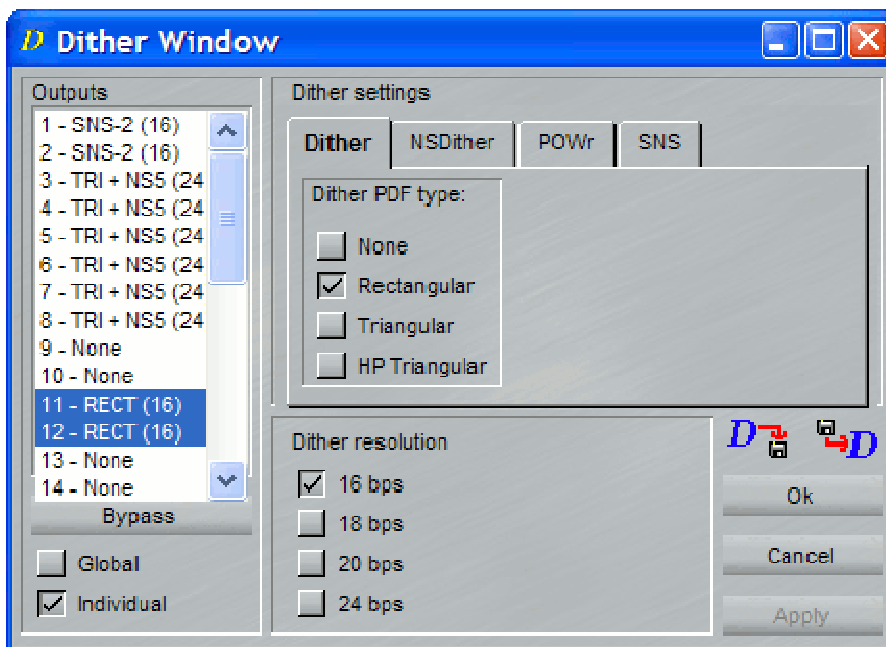 D Dither Window
Outputs
1 - SNS-2 (16)
2 - SNS-2 (16)
3 - TRI + NS5 (24
4 - TRI + NS5 (24
5 - TRI + NS5 (24
6 - TRI + NS5 (24
7 - TRI + NS5 (24
8 - TRI + NS5 (24
9 - None
10 - None
11 - RECT (16)
12 - RECT (16)
13 - None
14 - None
Bypass
Global
Individual
Dither settings
Dither NSDither POWr SNS
Dither PDF type:
None
Rectangular
Triangular
HP Triangular
Dither resolution
16 bps
18 bps
20 bps
24 bps
D D
Ok
Cancel
Apply